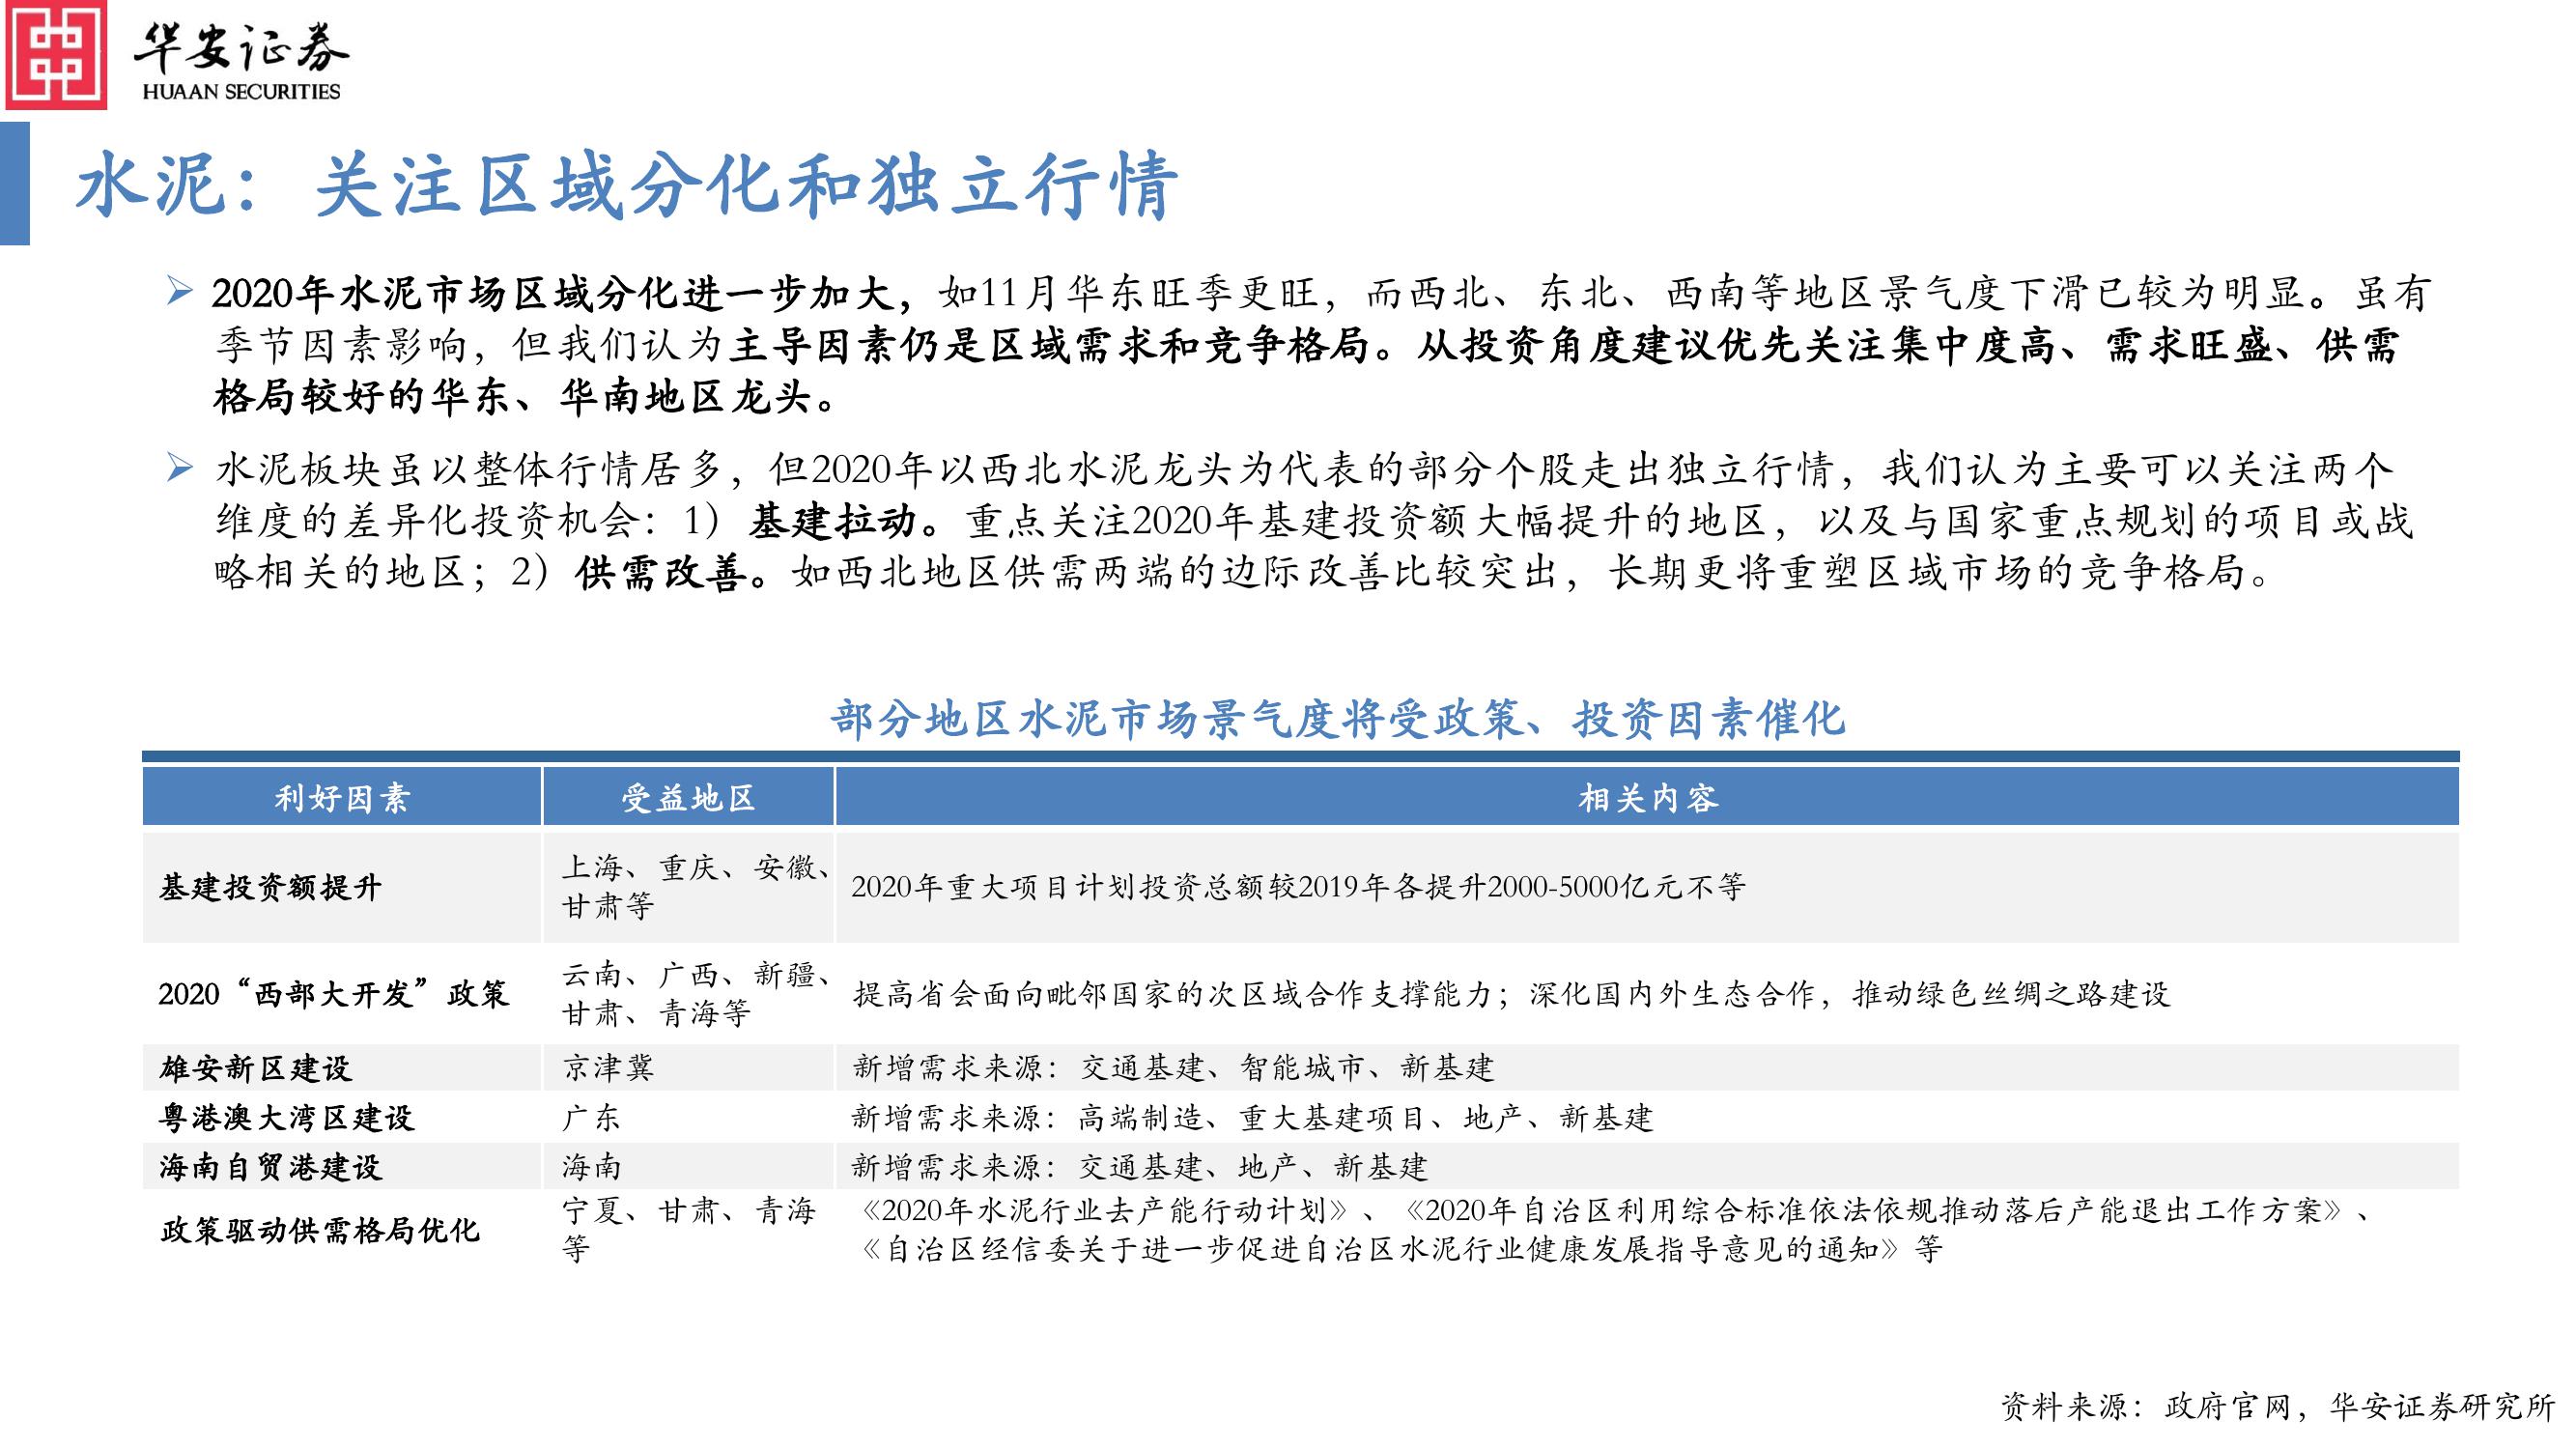 华安证券
HUAAN SECURITIES
水泥：关注区域分化和独立行情
2020年水泥市场区域分化进一步加大，如11月华东旺季更旺，而西北、东北、西南等地区景气度下滑已较为明显。虽有
季节因素影响，但我们认为主导因素仍是区域需求和竞争格局。从投资角度建议优先关注集中度高、需求旺盛、供需
格局较好的华东、华南地区龙头。
水泥板块虽以整体行情居多，但2020年以西北水泥龙头为代表的部分个股走出独立行情，我们认为主要可以关注两个
维度的差异化投资机会：1）基建拉动。重点关注2020年基建投资额大幅提升的地区，以及与国家重点规划的项目或战
略相关的地区；2）供需改善。如西北地区供需两端的边际改善比较突出，长期更将重塑区域市场的竞争格局。
部分地区水泥市场景气度将受政策、投资因素催化
利好因素 受益地区 相关内容
基建投资额提升
上海、重庆、安徽、
甘肃等
2020年重大项目计划投资总额较2019年各提升2000-5000亿元不等
2020“西部大开发”政策
云南、广西、新疆、
甘肃、青海等
提高省会面向毗邻国家的次区域合作支撑能力；深化国内外生态合作，推动绿色丝绸之路建设
雄安新区建设 京津冀 新增需求来源：交通基建、智能城市、新基建
粤港澳大湾区建设 广东 新增需求来源：高端制造、重大基建项目、地产、新基建
海南自贸港建设 海南 新增需求来源：交通基建、地产、新基建
政策驱动供需格局优化
宁夏、甘肃、青海
等
《2020年水泥行业去产能行动计划》、《2020年自治区利用综合标准依法依规推动落后产能退出工作方案》、
《自治区经信委关于进一步促进自治区水泥行业健康发展指导意见的通知》等
资料来源：政府官网，华安证券研究所